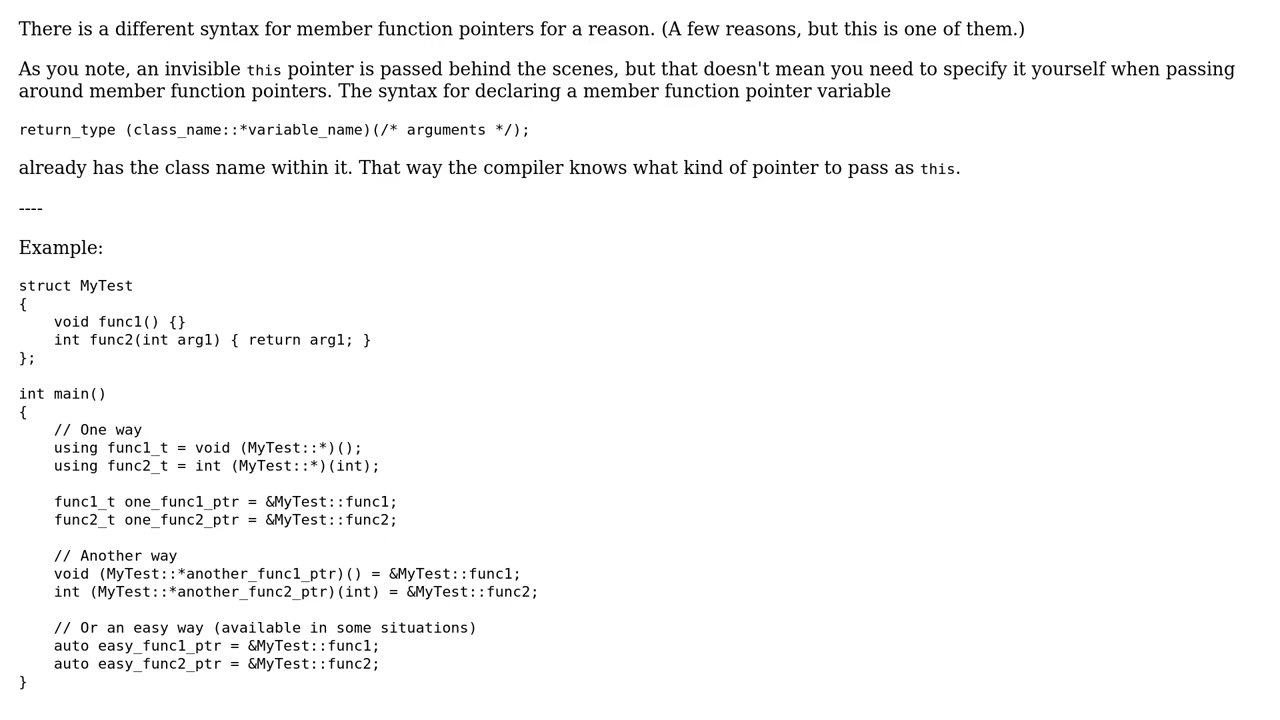 There is a different syntax for member function pointers for a reason. (A few reasons, but this is one of them.)
As you note, an invisible this pointer is passed behind the scenes, but that doesn't mean you need to specify it yourself when passing
around member function pointers. The syntax for declaring a member function pointer variable
return_type (class_name::*variable_name)(/* arguments */);
already has the class name within it. That way the compiler knows what kind of pointer to pass as this.
----
Example:
struct MyTest
{
    void func1() {}
    int func2(int arg1) { return arg1; }
};
int main()
{
    // One way
    using func1_t = void (MyTest::*)();
    using func2_t = int (MyTest::*)(int);
    func1_t one_func1_ptr = &MyTest::func1;
    func2_t one_func2_ptr = &MyTest::func2;
    // Another way
    void (MyTest::*another_func1_ptr)() = &MyTest::func1;
    int (MyTest::*another_func2_ptr)(int) = &MyTest::func2;
    // Or an easy way (available in some situations)
    auto easy_func1_ptr = &MyTest::func1;
    auto easy_func2_ptr = &MyTest::func2;
}